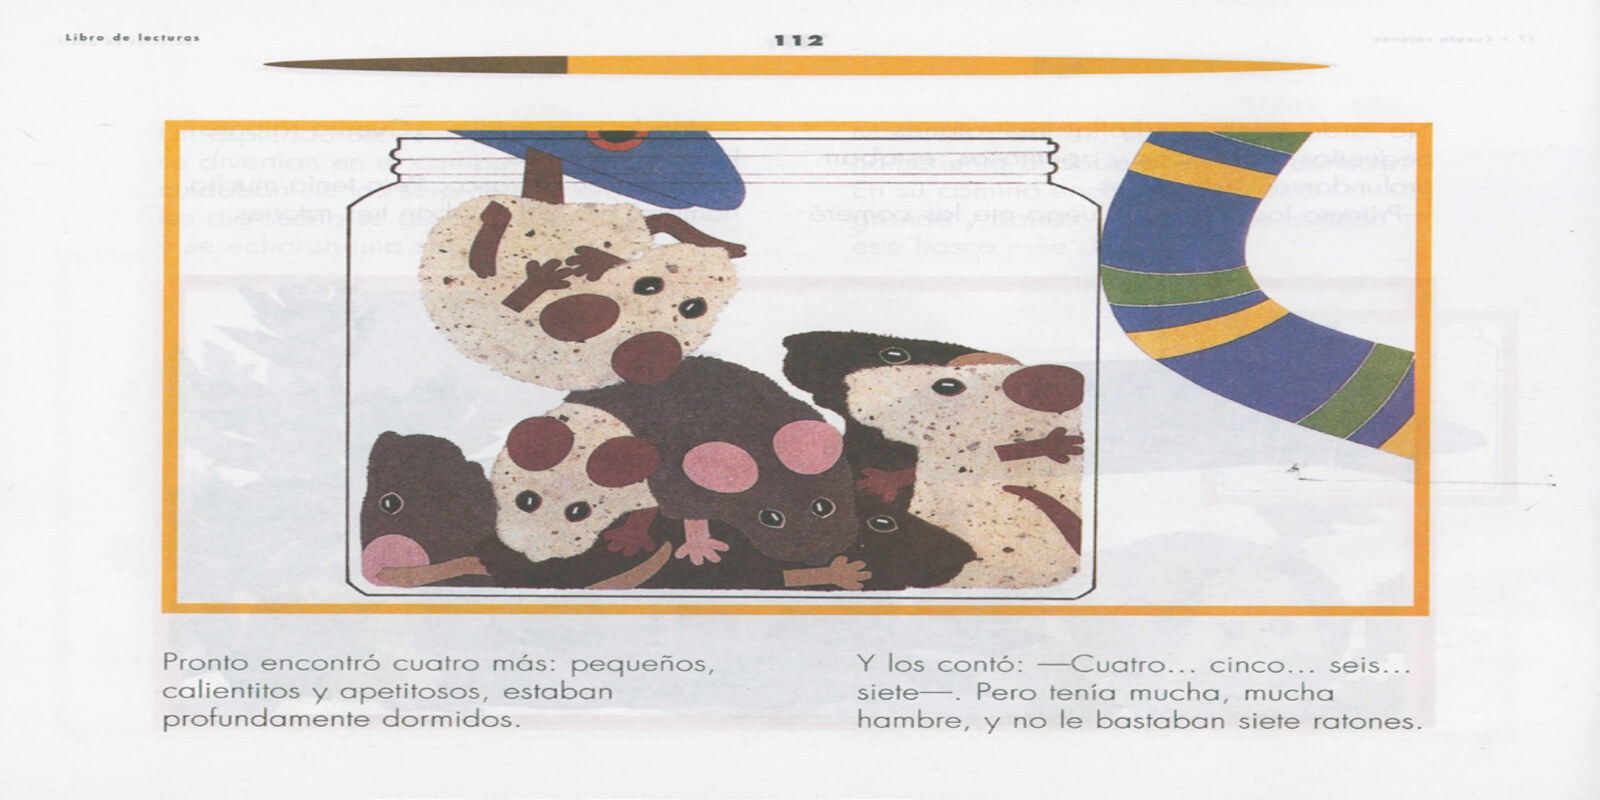 Libro de lecturas
112
Pronto encontró cuatro más: pequeños,
calientitos y apetitosos, estaban
profundamente dormidos.
Y los contó: —Cuatro... cinco... seis...
siete—. Pero tenía mucha, mucha
hambre, y no le bastaban siete ratones.